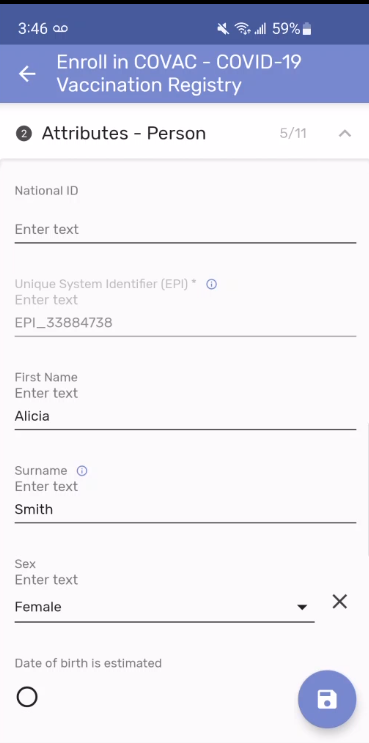 3:46 59%
Enroll in COVAC - COVID-19
Vaccination Registry
2 Attributes - Person 5/11
National ID
Enter text
Unique System Identifier (EPI) *
Enter text
EPI_33884738
First Name
Enter text
Alicia
Surname
Enter text
Smith
Sex
Enter text
Female
Date of birth is estimated